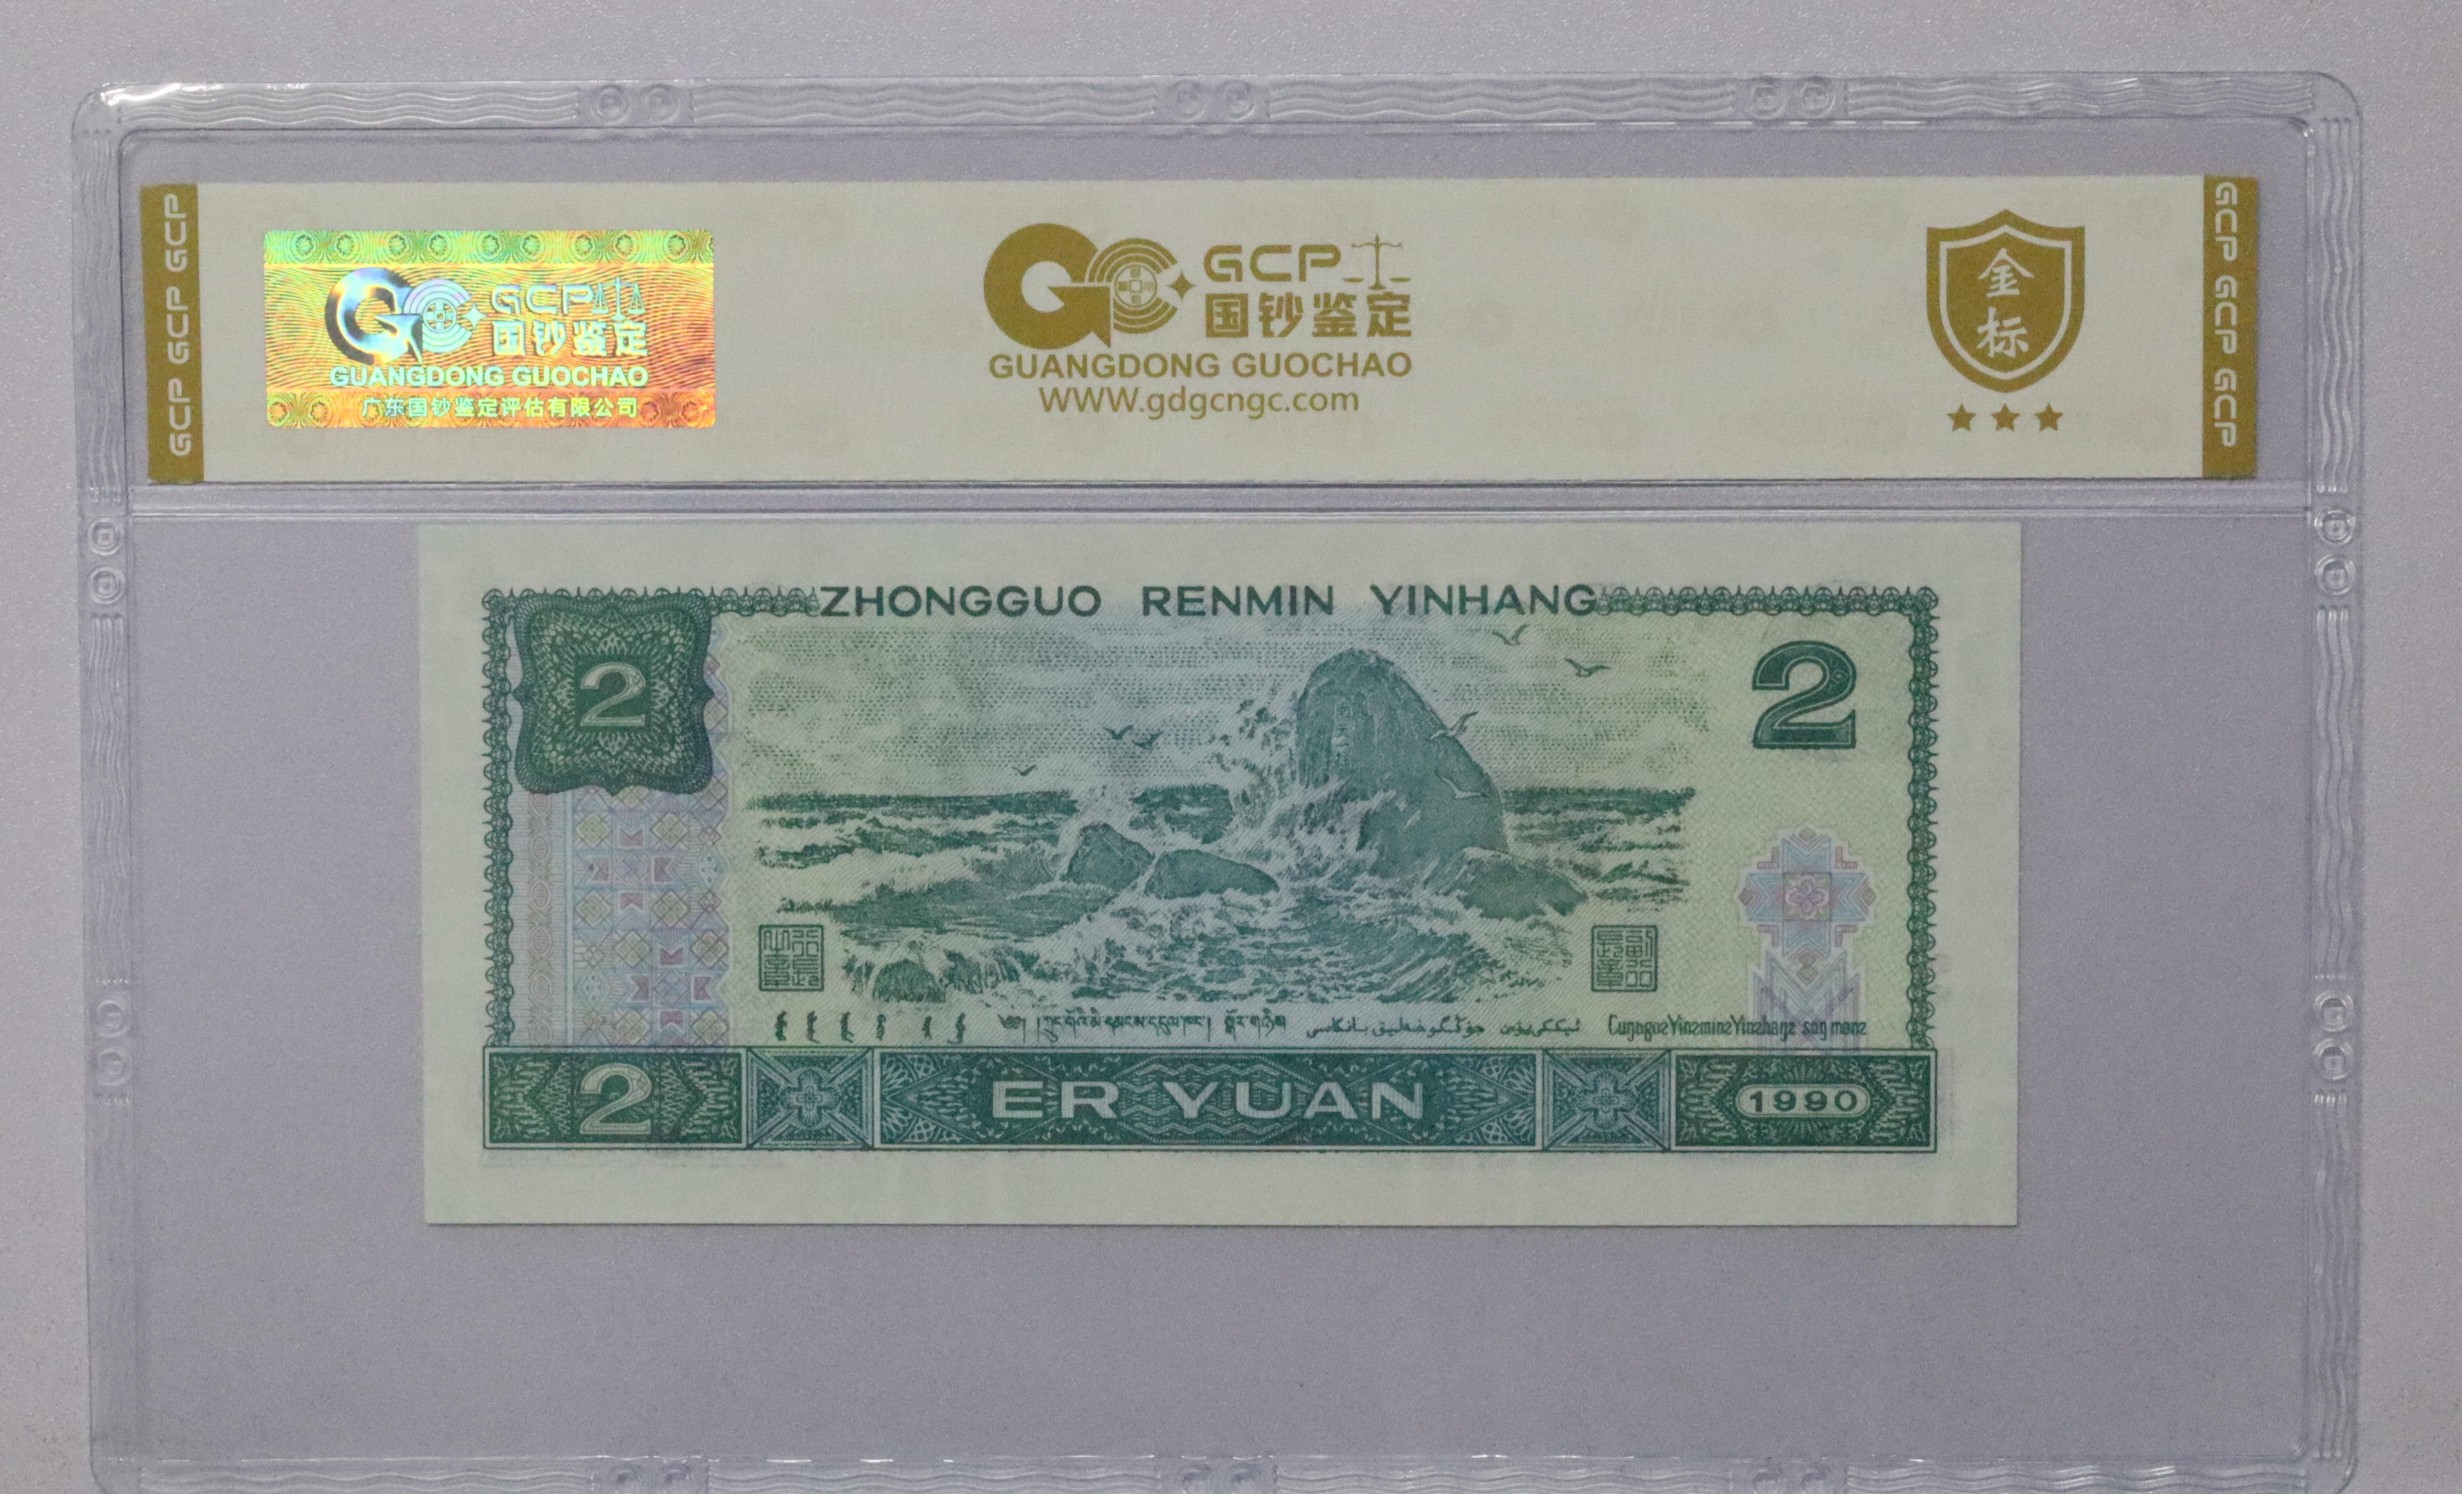 GCP GCP GCP
GCP
国钞鉴定
GUANGDONG GUOCHAO
广东国钞鉴定评估有限公司
GCP
国钞鉴定
GUANGDONG GUOCHAO
WWW.gdgcngc.com
金
标
GCP GCP GCP
ZHONGGUO RENMIN YINHANG
2
2
2
ER YUAN
1990